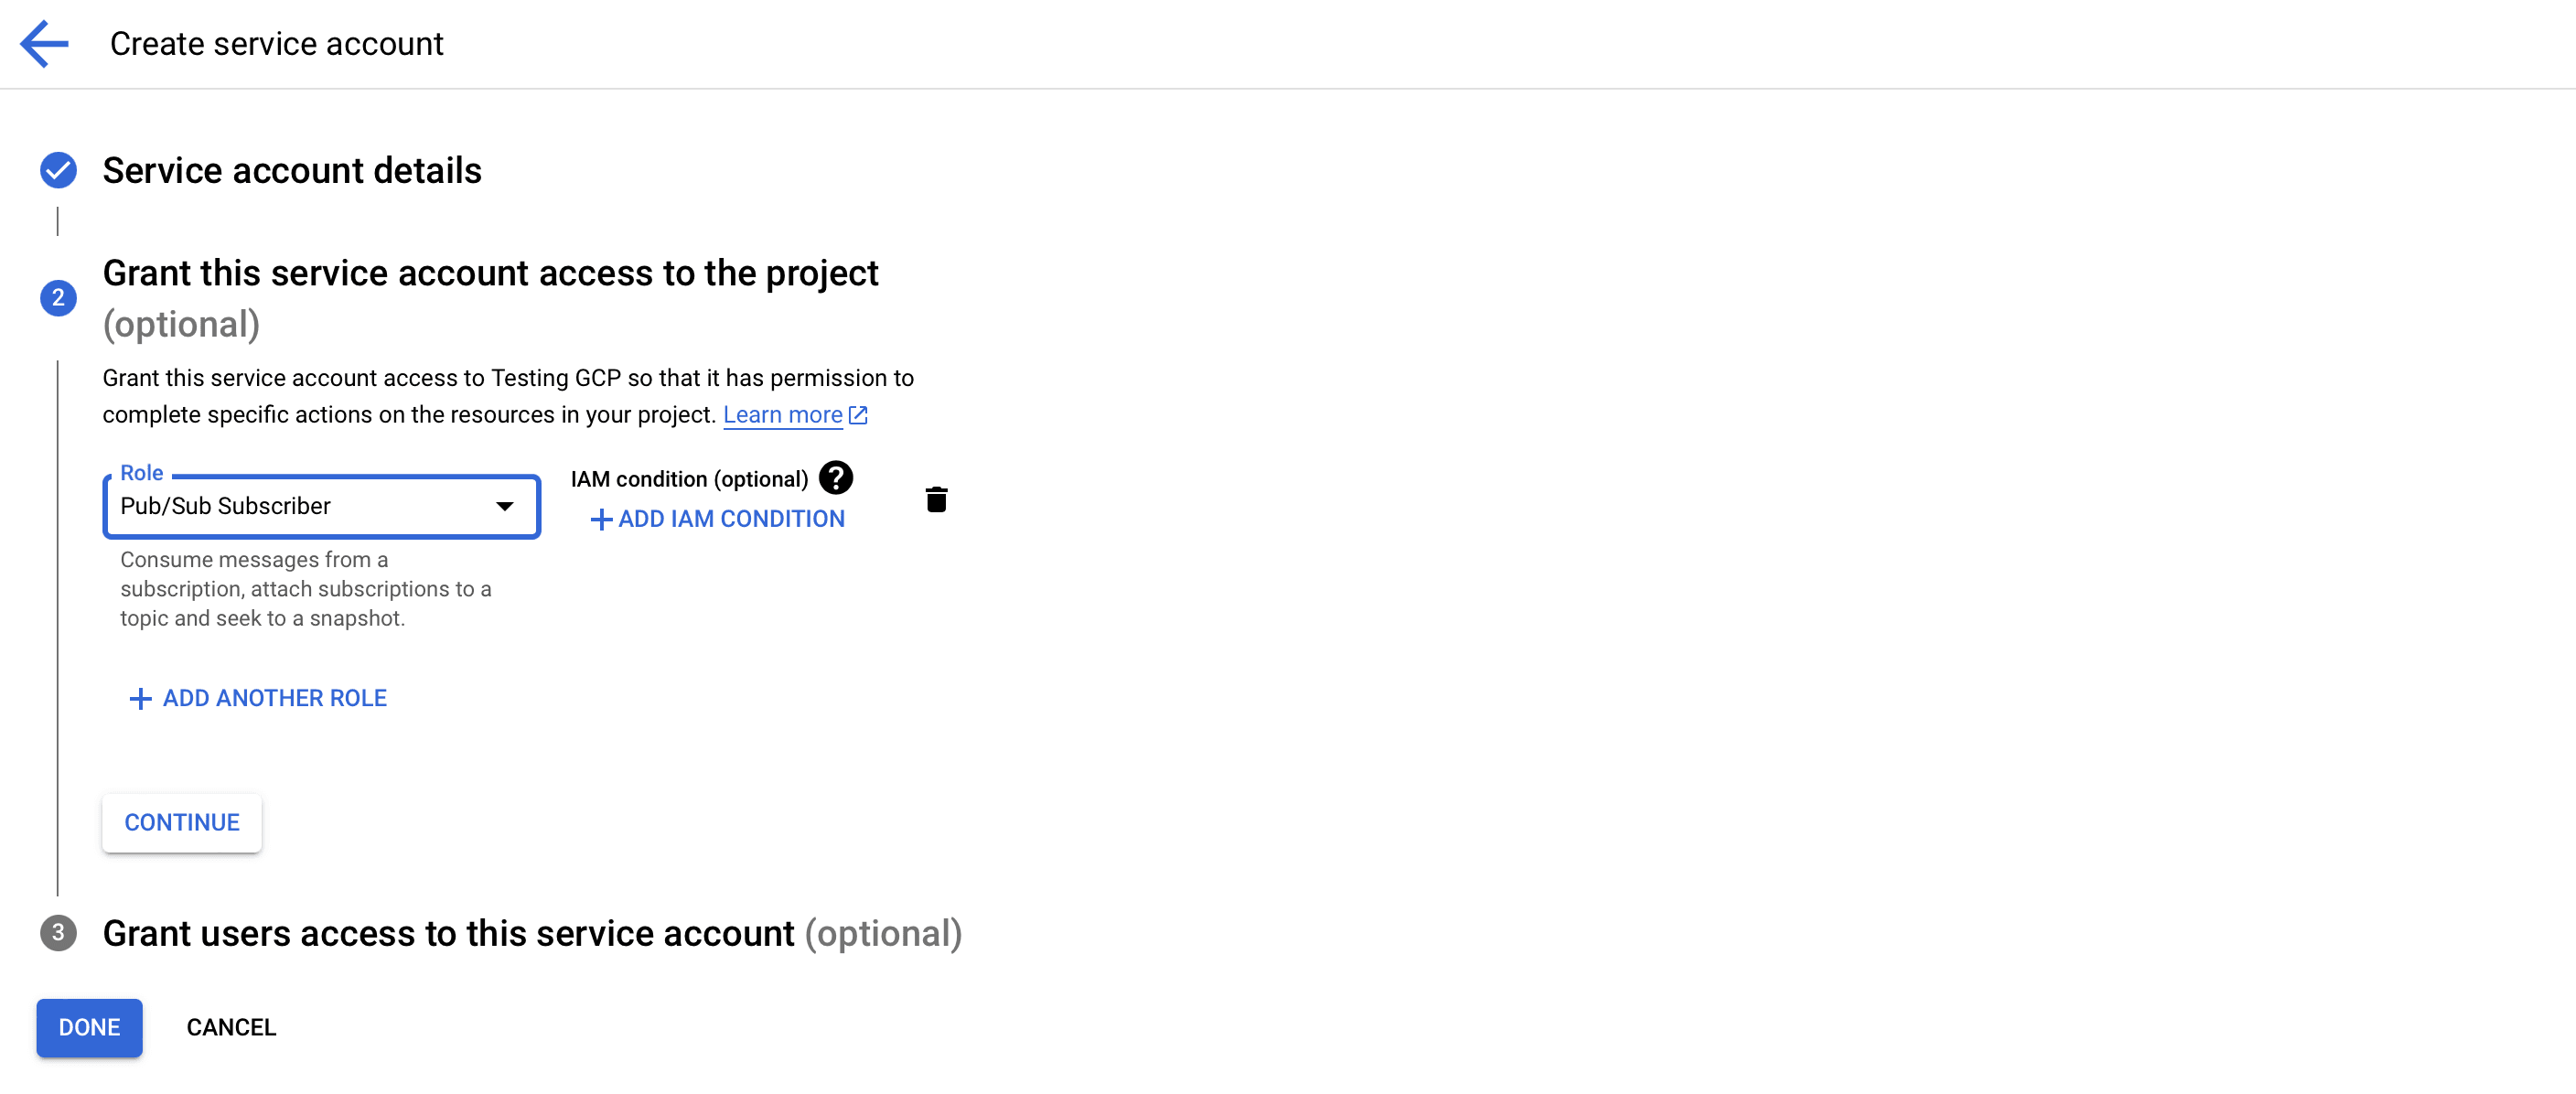 Create service account
Service account details
2
Grant this service account access to the project
(optional)
Grant this service account access to Testing GCP so that it has permission to
complete specific actions on the resources in your project. Learn more
Role
Pub/Sub Subscriber
IAM condition (optional) ?
+ ADD IAM CONDITION
Consume messages from a
subscription, attach subscriptions to a
topic and seek to a snapshot.
+ ADD ANOTHER ROLE
CONTINUE
3 Grant users access to this service account (optional)
DONE CANCEL